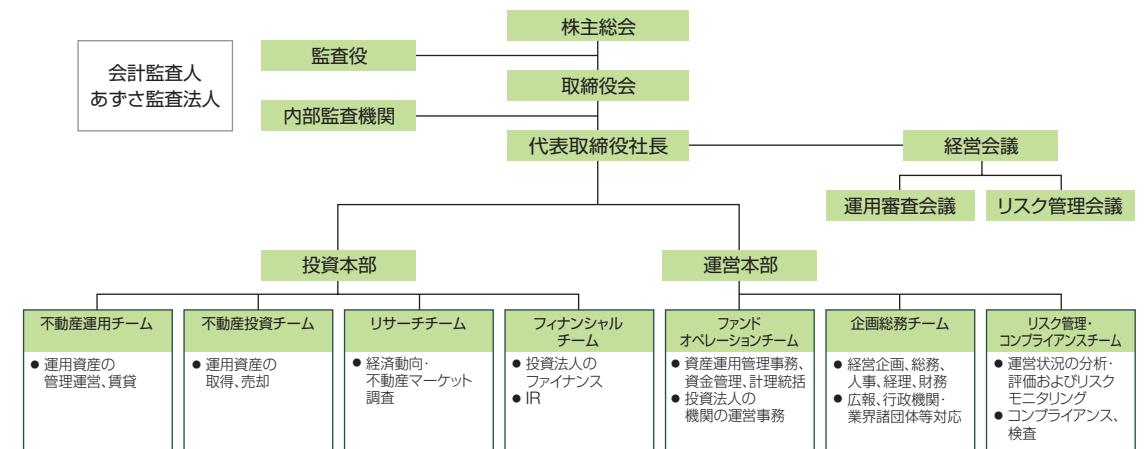 株主総会
会計監査人
あずさ監査法人
監査役
取締役会
内部監査機関
代表取締役社長
経営会議
運用審査会議
リスク管理会議
投資本部
運営本部
不動産運用チーム
● 運用資産の
管理運営、賃貸
不動産投資チーム
● 運用資産の
取得、売却
リサーチチーム
● 経済動向・
不動産マーケット
調査
フィナンシャル
チーム
● 投資法人の
ファイナンス
● IR
ファンド
オペレーションチーム
● 資産運用管理事務、
資金管理、計理統括
● 投資法人の
機関の運営事務
企画総務チーム
● 経営企画、総務、
人事、経理、財務
● 広報、行政機関・
業界諸団体等対応
リスク管理・
コンプライアンスチーム
● 運営状況の分析・
評価およびリスク
モニタリング
● コンプライアンス、
検査